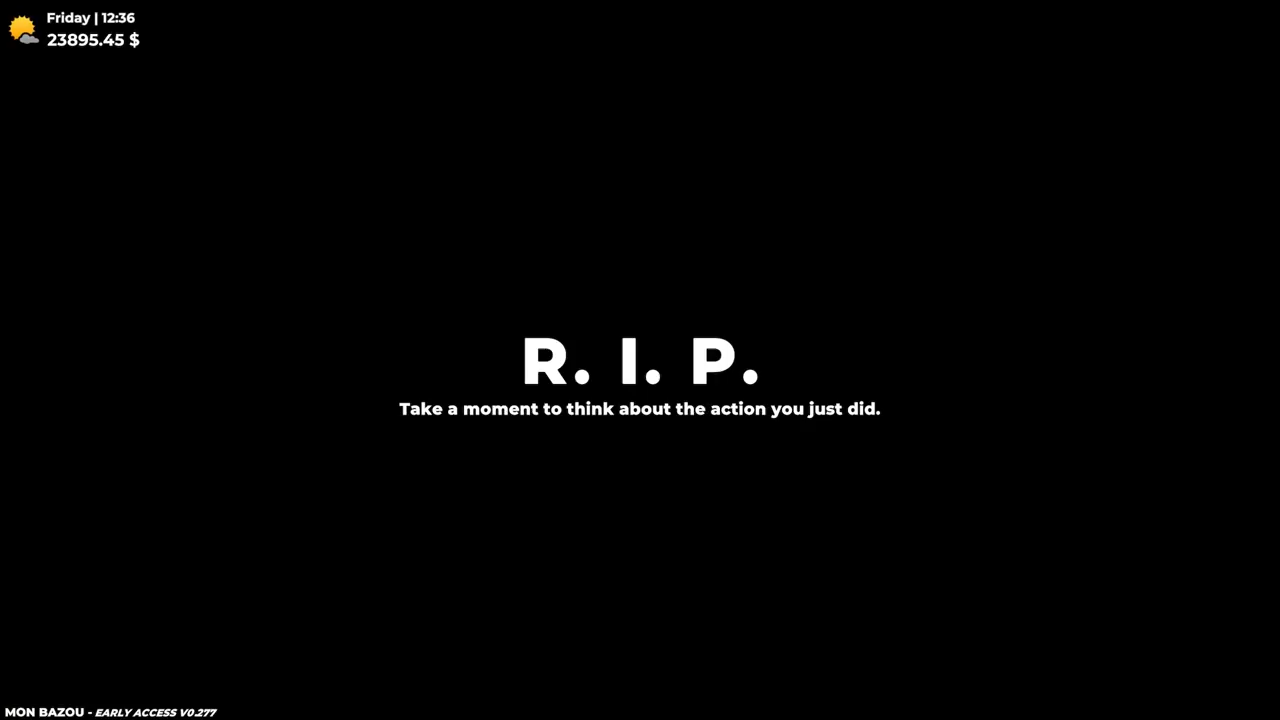 Friday | 12:36
23895.45 $
R. I. P.
Take a moment to think about the action you just did.
MON BAZOU - EARLY ACCESS V0.277